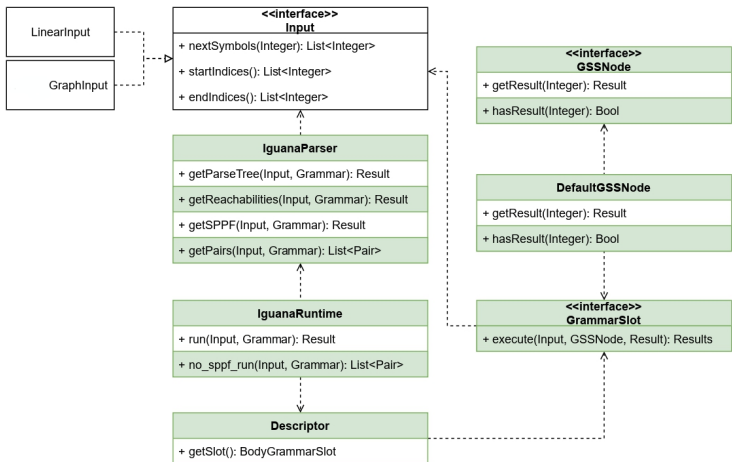 LinearInput
GraphInput
<<interface>>
Input
+ nextSymbols(Integer): List<Integer>
+ startIndices(): List<Integer>
+ endIndices(): List<Integer>
IguanaParser
+ getParseTree(Input, Grammar): Result
+ getReachabilities(Input, Grammar): Result
+ getSPPF(Input, Grammar): Result
+ getPairs(Input, Grammar): List<Pair>
IguanaRuntime
+ run(Input, Grammar): Result
+ no_sppf_run(Input, Grammar): List<Pair>
Descriptor
+ getSlot(): BodyGrammarSlot
<<interface>>
GSSNode
+ getResult(Integer): Result
+ hasResult(Integer): Bool
DefaultGSSNode
+ getResult(Integer): Result
+ hasResult(Integer): Bool
<<interface>>
GrammarSlot
+ execute(Input, GSSNode, Result): Results